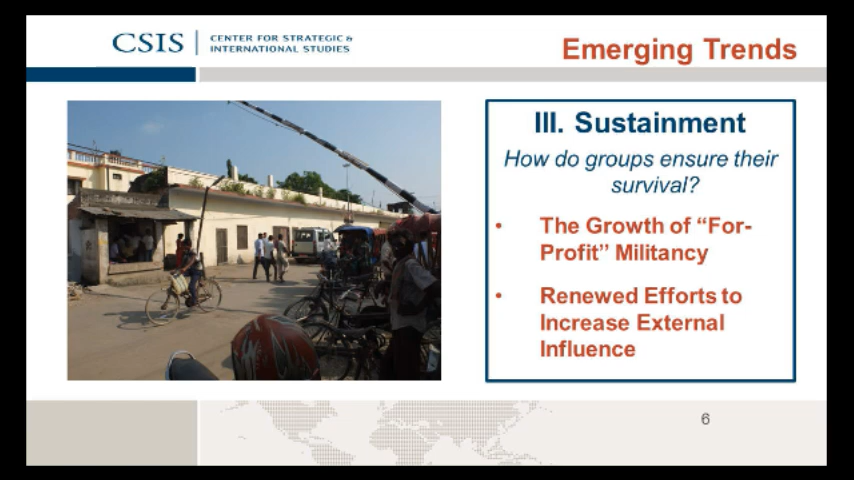 CSIS
CENTER FOR STRATEGIC &
INTERNATIONAL STUDIES
Emerging Trends
III. Sustainment
How do groups ensure their
survival?
• The Growth of “For-
Profit” Militancy
• Renewed Efforts to
Increase External
Influence
6